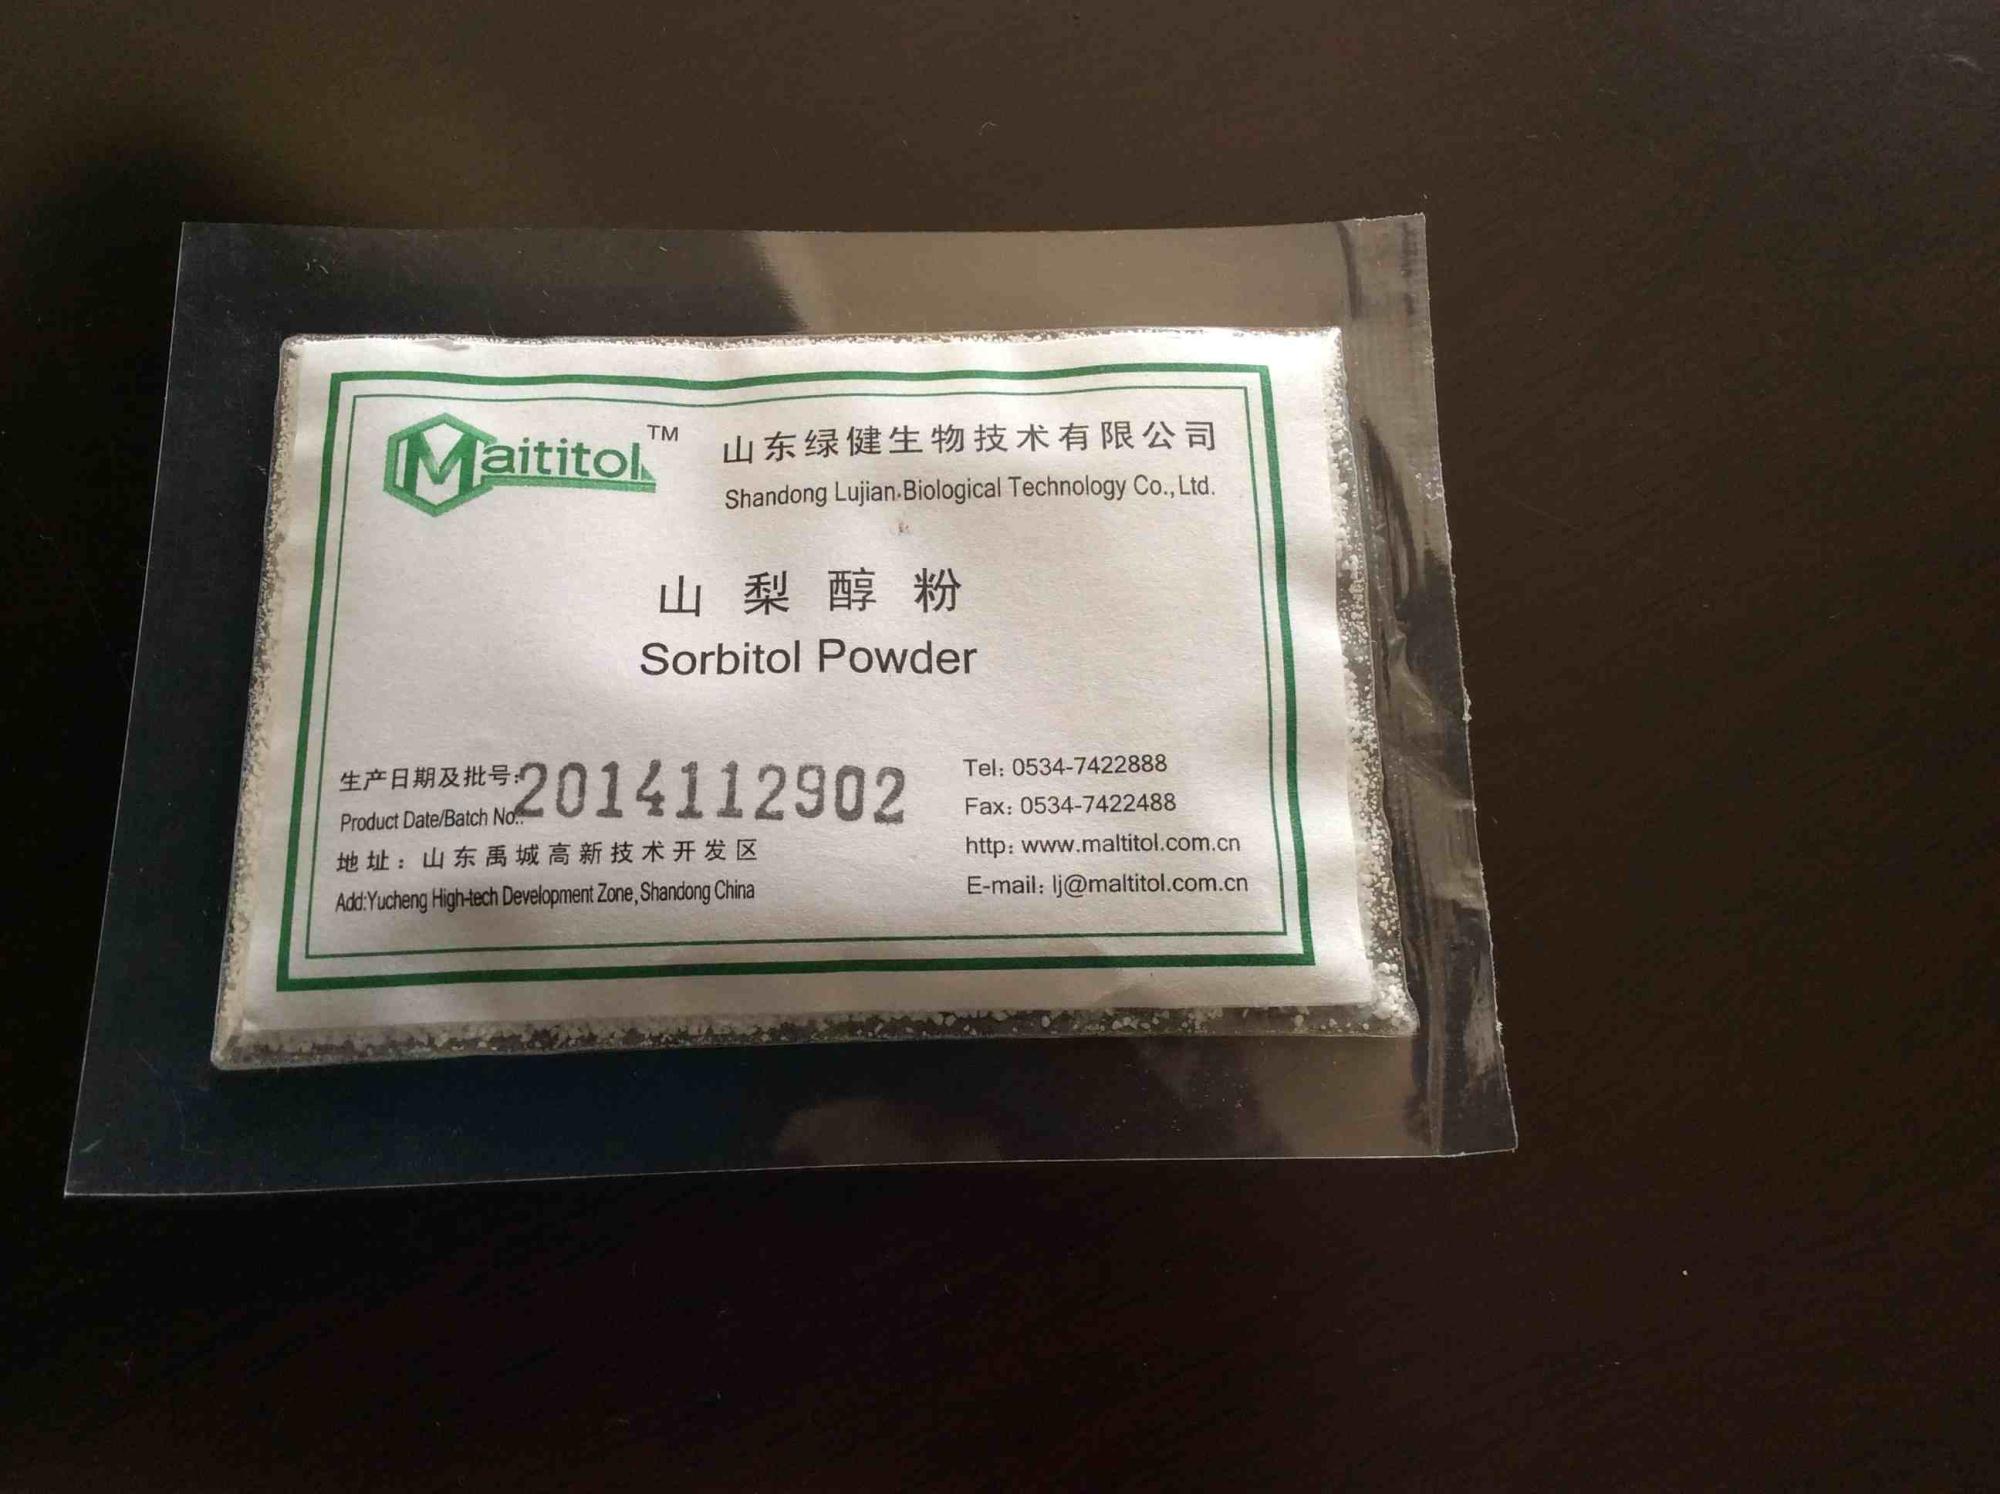 Maititol™
山东绿健生物技术有限公司
Shandong Lujian Biological Technology Co., Ltd.
山梨醇粉
Sorbitol Powder
生产日期及批号:
Product Date/Batch No.: 2014112902
地址：山东禹城高新技术开发区
Add:Yucheng High-tech Development Zone, Shandong China
Tel: 0534-7422888
Fax: 0534-7422488
http: www.maltitol.com.cn
E-mail: lj@maltitol.com.cn